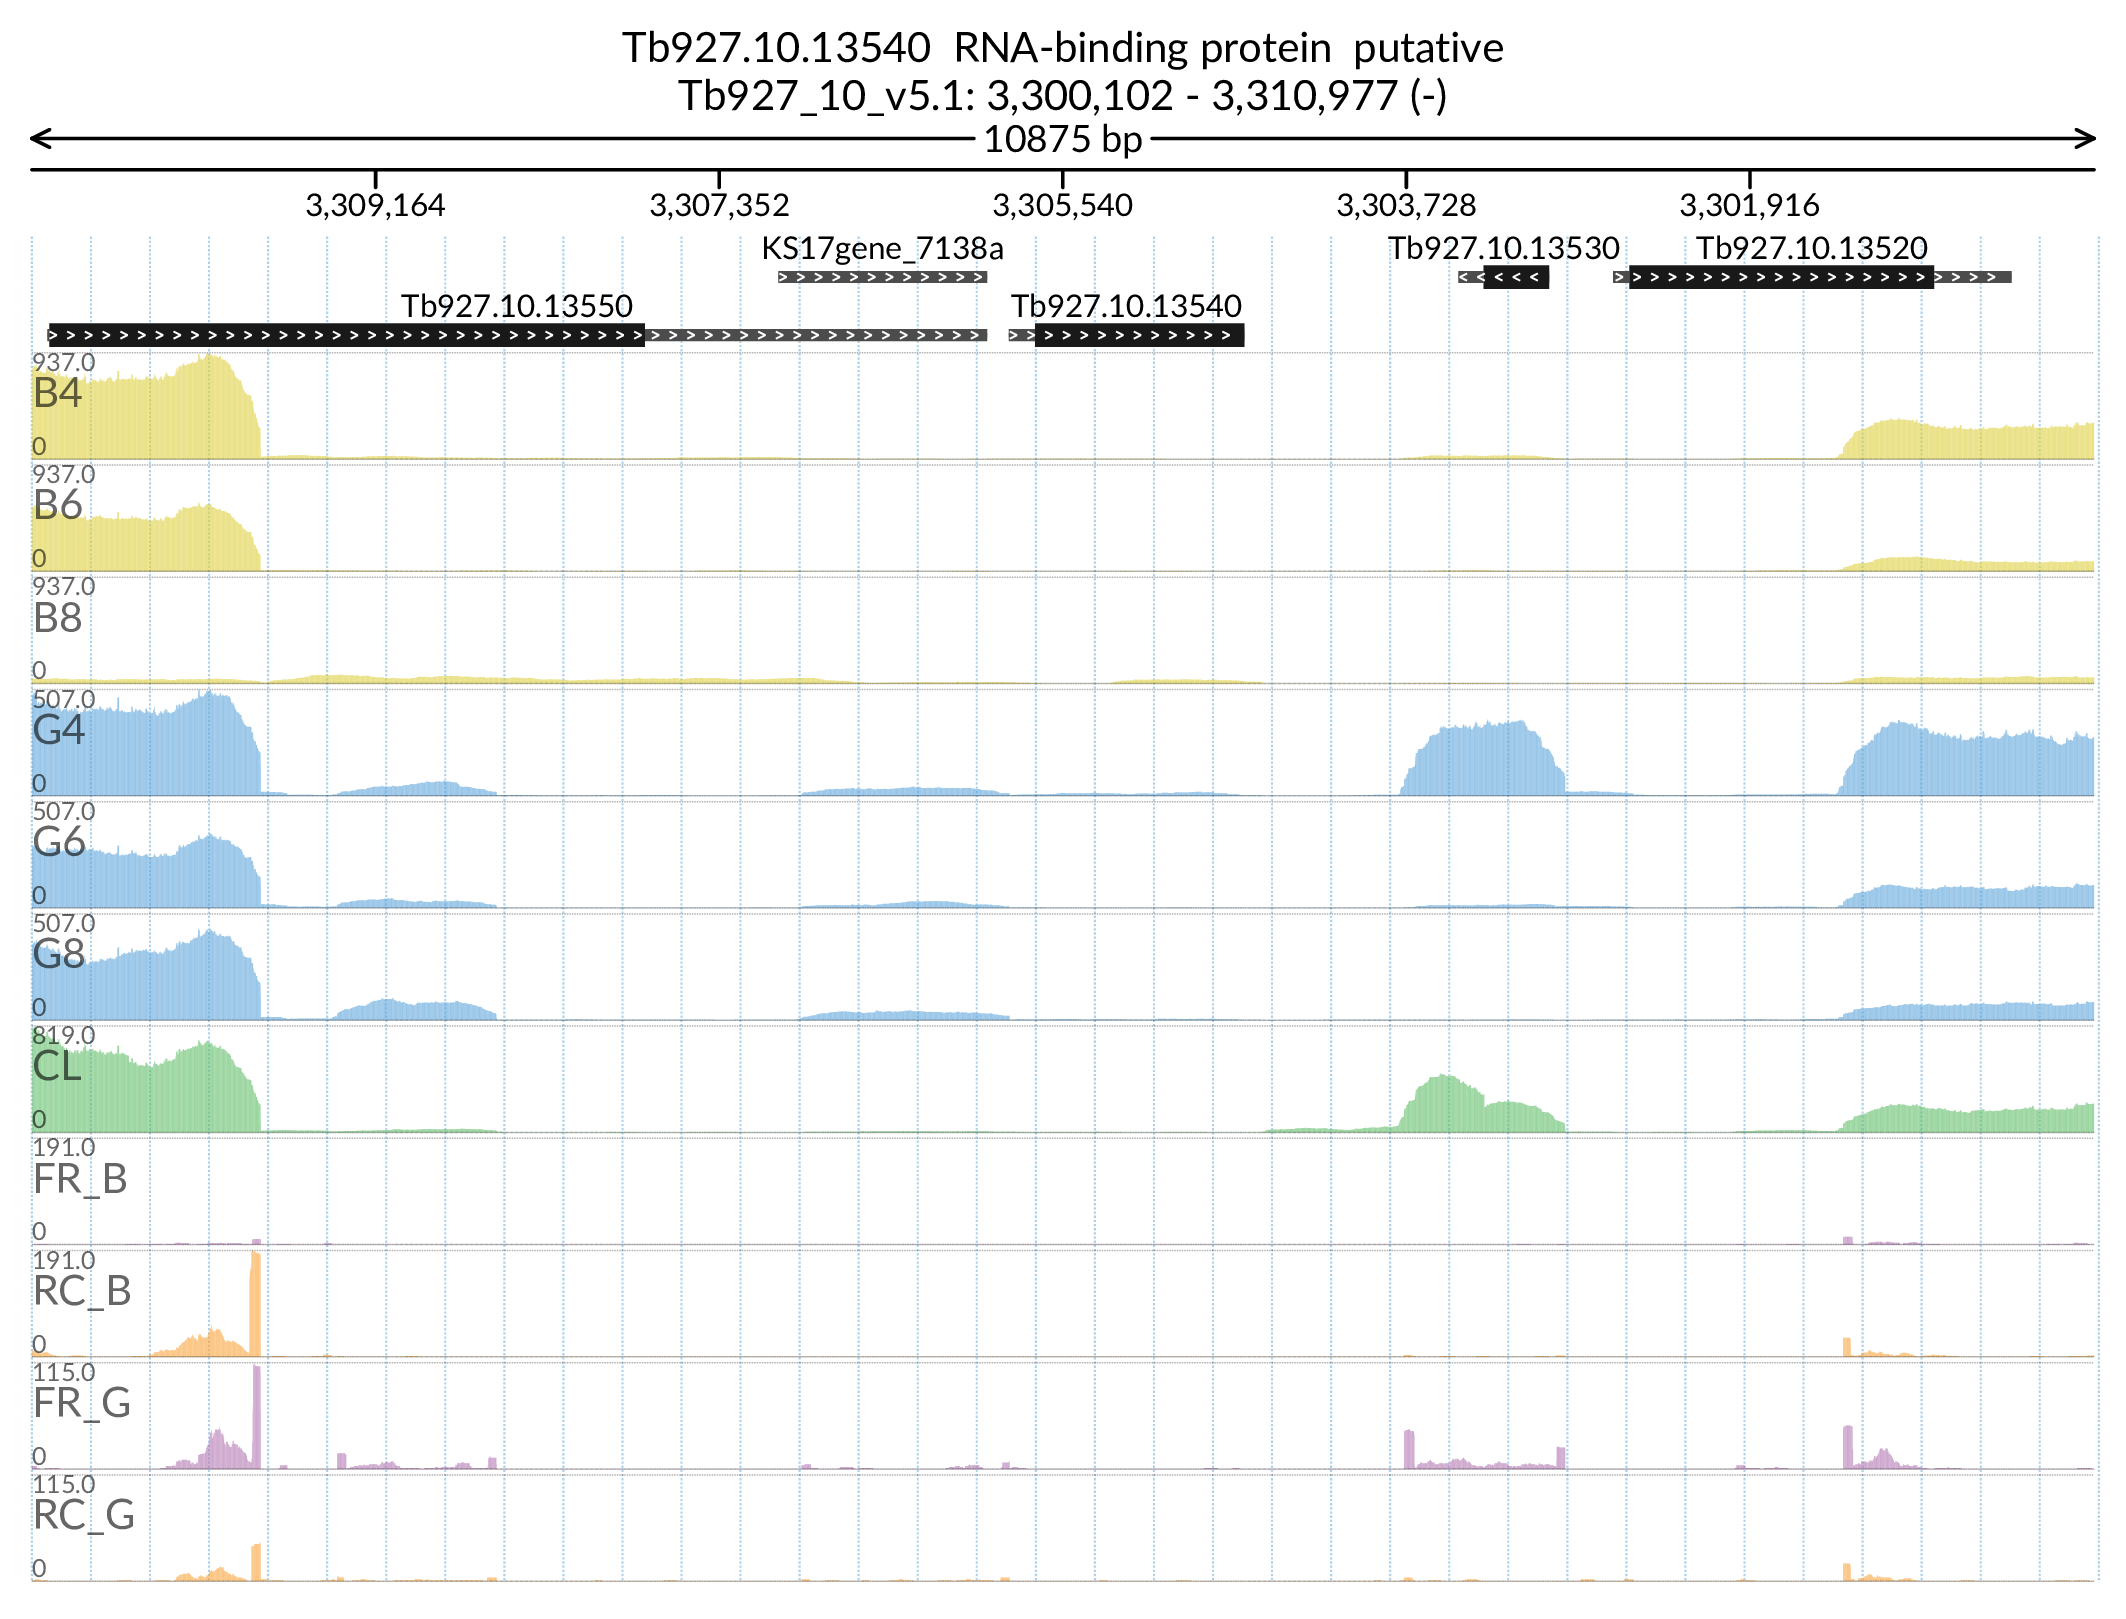 Tb927.10.13540  RNA-binding protein  putative
Tb927_10_v5.1: 3,300,102 - 3,310,977 (-)
10875 bp
3,309,164 3,307,352 3,305,540 3,303,728 3,301,916
KS17gene_7138a Tb927.10.13530 Tb927.10.13520
Tb927.10.13550 Tb927.10.13540
937.0
B4
0
937.0
B6
0
937.0
B8
0
507.0
G4
0
507.0
G6
0
507.0
G8
0
819.0
CL
0
191.0
FR_B
0
191.0
RC_B
0
115.0
FR_G
0
115.0
RC_G
0